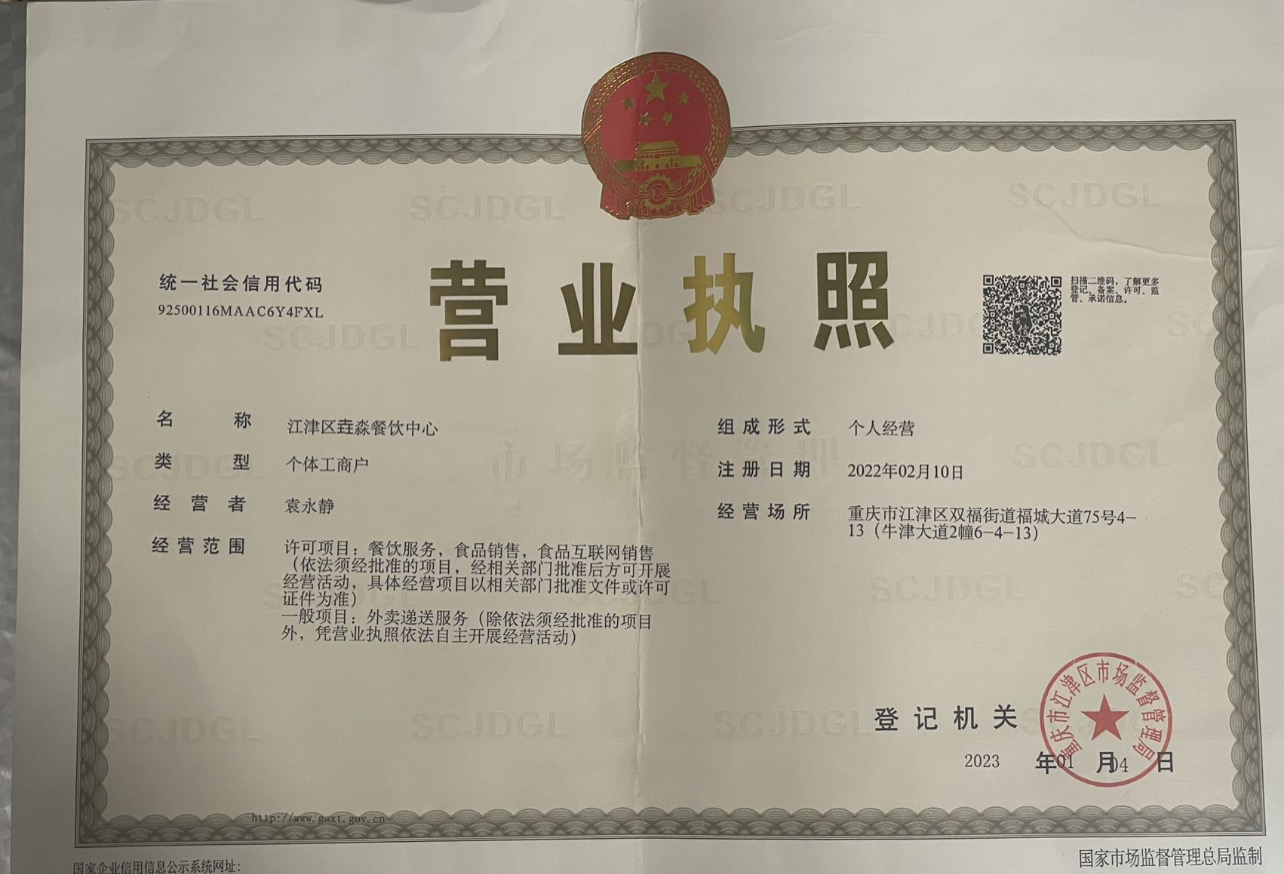 营业执照
统一社会信用代码
92500116MAAC6Y4FXL
扫描二维码，了解更多
登记、备案、许可、监
管、承诺信息。
名称 江津区壵淼餐饮中心
类型 个体工商户
经营者 袁永静
经营范围 许可项目：餐饮服务，食品销售，食品互联网销售
（依法须经批准的项目，经相关部门批准后方可开展
经营活动，具体经营项目以相关部门批准文件或许可
证件为准）
一般项目：外卖递送服务（除依法须经批准的项目
外，凭营业执照依法自主开展经营活动）
组成形式 个人经营
注册日期 2022年02月10日
经营场所 重庆市江津区双福街道福城大道75号4-
13（牛津大道2幢6-4-13）
市场监督管理
SCJDGL
登记机关
重庆市江津区市场监督管理局
2023年01月04日
http://www.gsxt.gov.cn
国家企业信用信息公示系统网址：
国家市场监督管理总局监制